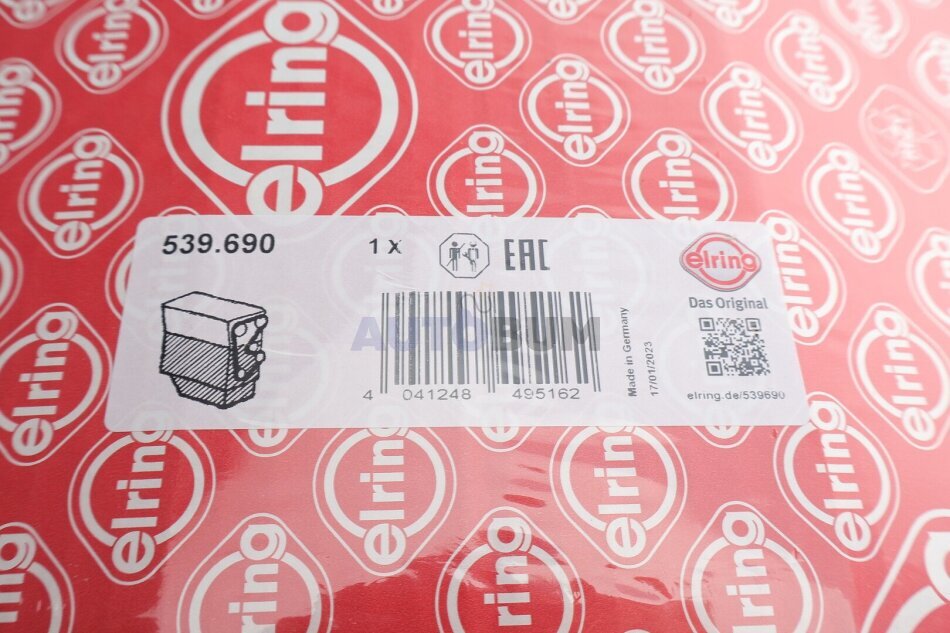 elring
539.690
1 x
EAC
elring
Das Original
AUTOBUM
4 041248 495162
Made in Germany
17/01/2023
elring.de/539690